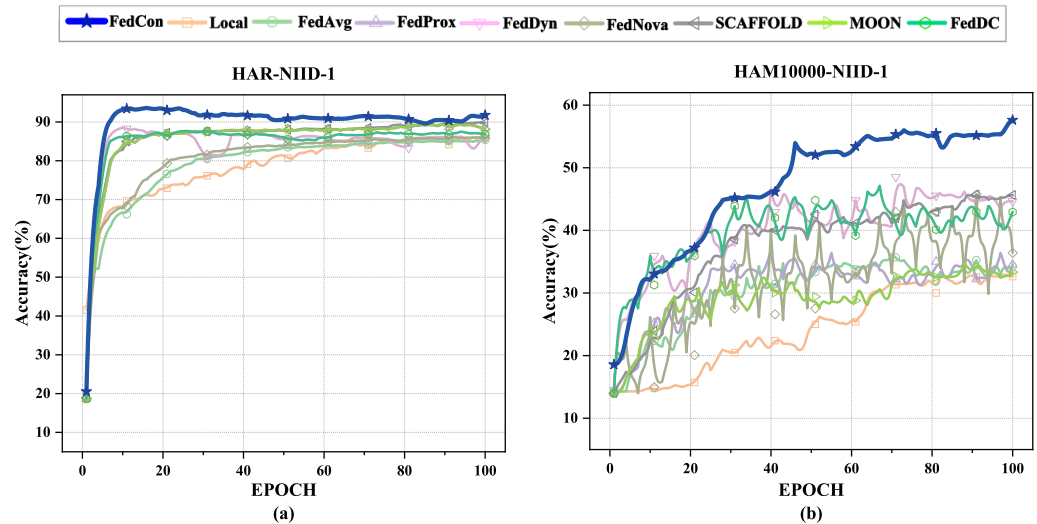 FedCon Local FedAvg FedProx FedDyn FedNova SCAFFOLD MOON FedDC
HAR-NIID-1
90
80
70
60
50
40
30
20
10
0 20 40 60 80 100
Accuracy(%)
EPOCH
(a)
HAM10000-NIID-1
60
50
40
30
20
10
0 20 40 60 80 100
Accuracy(%)
EPOCH
(b)